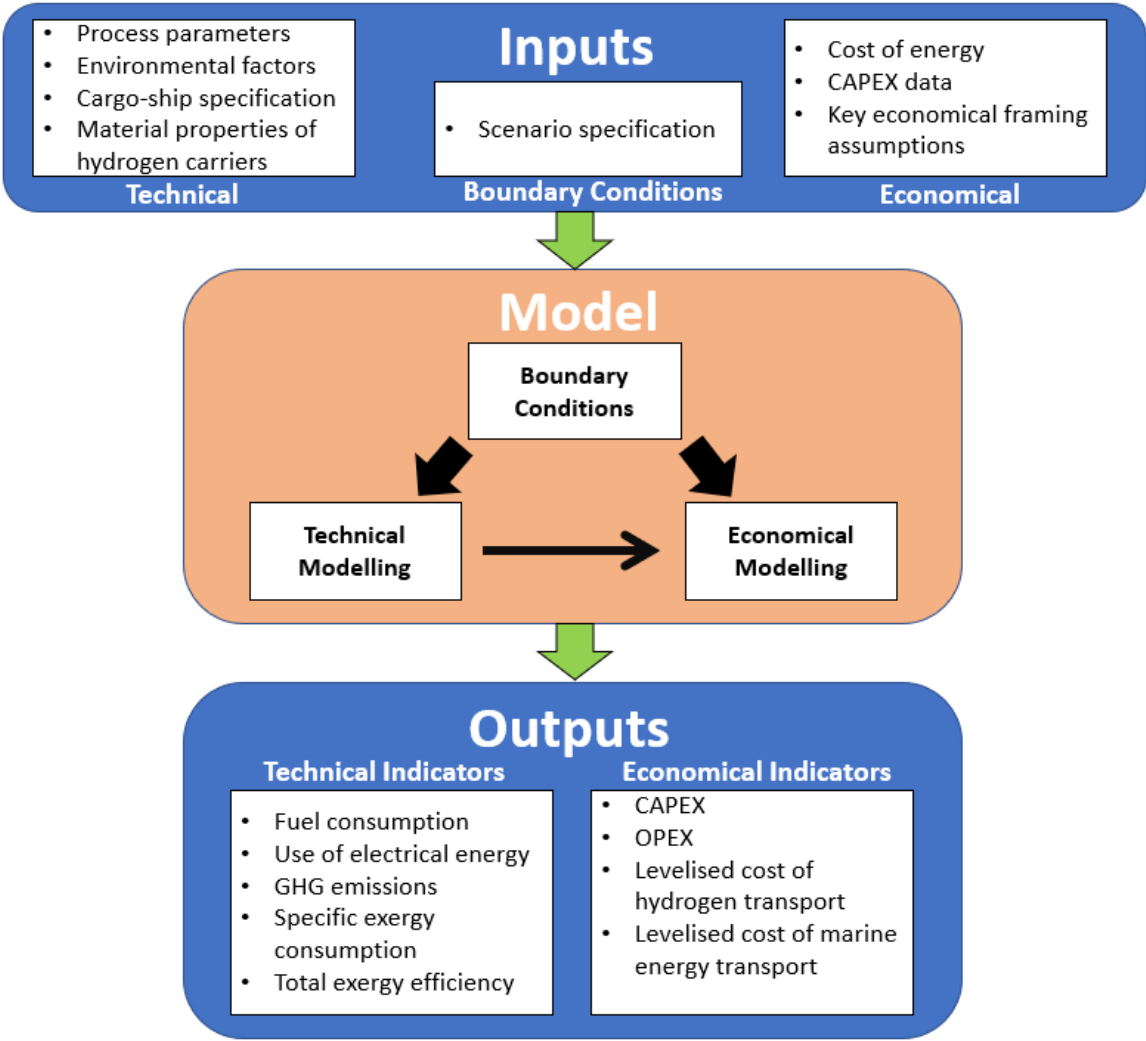 Inputs
• Process parameters
• Environmental factors
• Cargo-ship specification
• Material properties of
hydrogen carriers
Technical
• Scenario specification
Boundary Conditions
• Cost of energy
• CAPEX data
• Key economical framing
assumptions
Economical
Model
Boundary
Conditions
Technical
Modelling
Economical
Modelling
Outputs
Technical Indicators
• Fuel consumption
• Use of electrical energy
• GHG emissions
• Specific exergy
consumption
• Total exergy efficiency
Economical Indicators
• CAPEX
• OPEX
• Levelised cost of
hydrogen transport
• Levelised cost of marine
energy transport